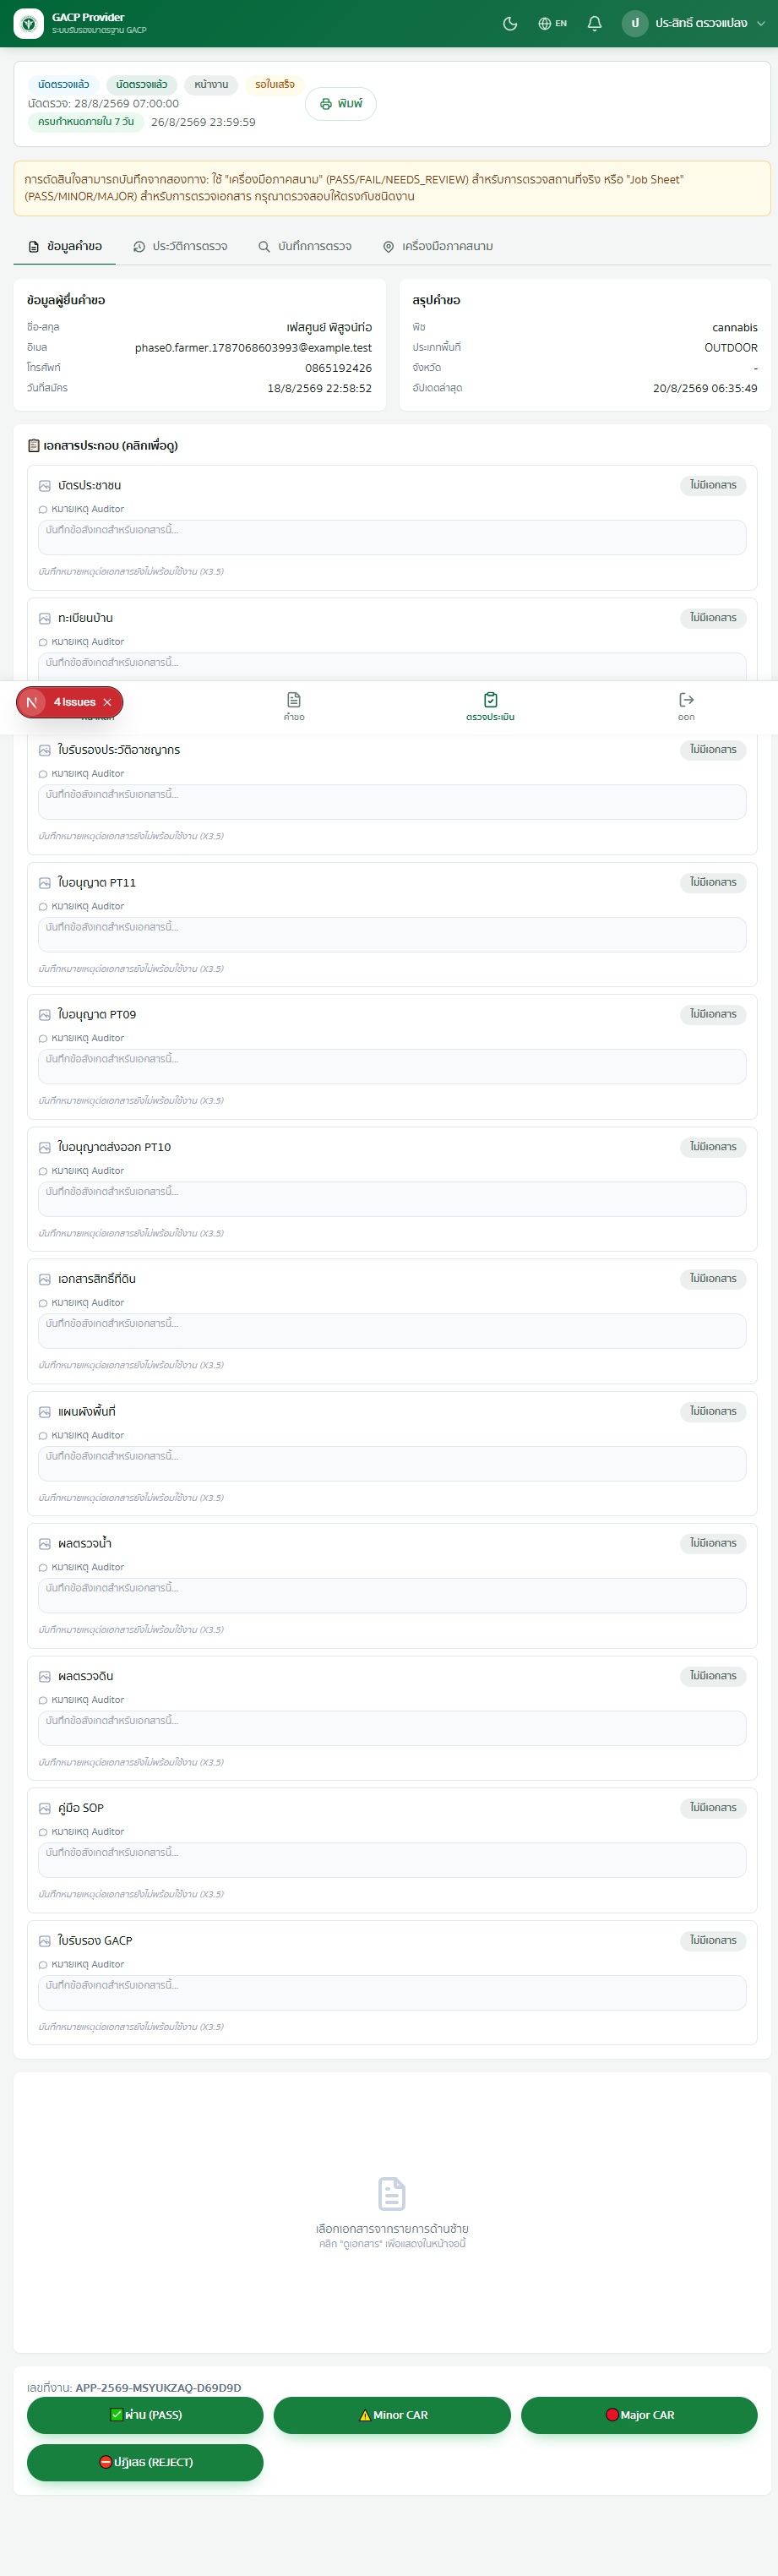 GACP Provider
ระบบรับรองมาตรฐาน GACP
EN
ป ประสิทธิ์ ตรวจแปลง
นัดตรวจแล้ว นัดตรวจแล้ว หน้างาน รอใบเสร็จ
นัดตรวจ: 28/8/2569 07:00:00
พิมพ์
ครบกำหนดภายใน 7 วัน 26/8/2569 23:59:59
การตัดสินใจสามารถบันทึกจากสองทาง: ใช้ "เครื่องมือภาคสนาม" (PASS/FAIL/NEEDS_REVIEW) สำหรับการตรวจสถานที่จริง หรือ "Job Sheet"
(PASS/MINOR/MAJOR) สำหรับการตรวจเอกสาร กรุณาตรวจสอบให้ตรงกับชนิดงาน
ข้อมูลคำขอ ประวัติการตรวจ บันทึกการตรวจ เครื่องมือภาคสนาม
ข้อมูลผู้ยื่นคำขอ
ชื่อ-สกุล เฟสศูนย์ พิสูจน์ท่อ
อีเมล phase0.farmer.1787068603993@example.test
โทรศัพท์ 0865192426
วันที่สมัคร 18/8/2569 22:58:52
สรุปคำขอ
พืช cannabis
ประเภทพื้นที่ OUTDOOR
จังหวัด -
อัปเดตล่าสุด 20/8/2569 06:35:49
เอกสารประกอบ (คลิกเพื่อดู)
บัตรประชาชน ไม่มีเอกสาร
หมายเหตุ Auditor
บันทึกข้อสังเกตสำหรับเอกสารนี้...
บันทึกหมายเหตุต่อเอกสารยังไม่พร้อมใช้งาน (X3.5)
ทะเบียนบ้าน ไม่มีเอกสาร
หมายเหตุ Auditor
บันทึกข้อสังเกตสำหรับเอกสารนี้...
N 4 Issues
คำขอ ตรวจประเมิน ออก
ใบรับรองประวัติอาชญากร ไม่มีเอกสาร
หมายเหตุ Auditor
บันทึกข้อสังเกตสำหรับเอกสารนี้...
บันทึกหมายเหตุต่อเอกสารยังไม่พร้อมใช้งาน (X3.5)
ใบอนุญาต PT11 ไม่มีเอกสาร
หมายเหตุ Auditor
บันทึกข้อสังเกตสำหรับเอกสารนี้...
บันทึกหมายเหตุต่อเอกสารยังไม่พร้อมใช้งาน (X3.5)
ใบอนุญาต PT09 ไม่มีเอกสาร
หมายเหตุ Auditor
บันทึกข้อสังเกตสำหรับเอกสารนี้...
บันทึกหมายเหตุต่อเอกสารยังไม่พร้อมใช้งาน (X3.5)
ใบอนุญาตส่งออก PT10 ไม่มีเอกสาร
หมายเหตุ Auditor
บันทึกข้อสังเกตสำหรับเอกสารนี้...
บันทึกหมายเหตุต่อเอกสารยังไม่พร้อมใช้งาน (X3.5)
เอกสารสิทธิ์ที่ดิน ไม่มีเอกสาร
หมายเหตุ Auditor
บันทึกข้อสังเกตสำหรับเอกสารนี้...
บันทึกหมายเหตุต่อเอกสารยังไม่พร้อมใช้งาน (X3.5)
แผนผังพื้นที่ ไม่มีเอกสาร
หมายเหตุ Auditor
บันทึกข้อสังเกตสำหรับเอกสารนี้...
บันทึกหมายเหตุต่อเอกสารยังไม่พร้อมใช้งาน (X3.5)
ผลตรวจน้ำ ไม่มีเอกสาร
หมายเหตุ Auditor
บันทึกข้อสังเกตสำหรับเอกสารนี้...
บันทึกหมายเหตุต่อเอกสารยังไม่พร้อมใช้งาน (X3.5)
ผลตรวจดิน ไม่มีเอกสาร
หมายเหตุ Auditor
บันทึกข้อสังเกตสำหรับเอกสารนี้...
บันทึกหมายเหตุต่อเอกสารยังไม่พร้อมใช้งาน (X3.5)
คู่มือ SOP ไม่มีเอกสาร
หมายเหตุ Auditor
บันทึกข้อสังเกตสำหรับเอกสารนี้...
บันทึกหมายเหตุต่อเอกสารยังไม่พร้อมใช้งาน (X3.5)
ใบรับรอง GACP ไม่มีเอกสาร
หมายเหตุ Auditor
บันทึกข้อสังเกตสำหรับเอกสารนี้...
บันทึกหมายเหตุต่อเอกสารยังไม่พร้อมใช้งาน (X3.5)
เลือกเอกสารจากรายการด้านซ้าย
คลิก "ดูเอกสาร" เพื่อแสดงในหน้าจอนี้
เลขที่งาน: APP-2569-MSYUKZAQ-D69D9D
ผ่าน (PASS) Minor CAR Major CAR
ปฏิเสธ (REJECT)